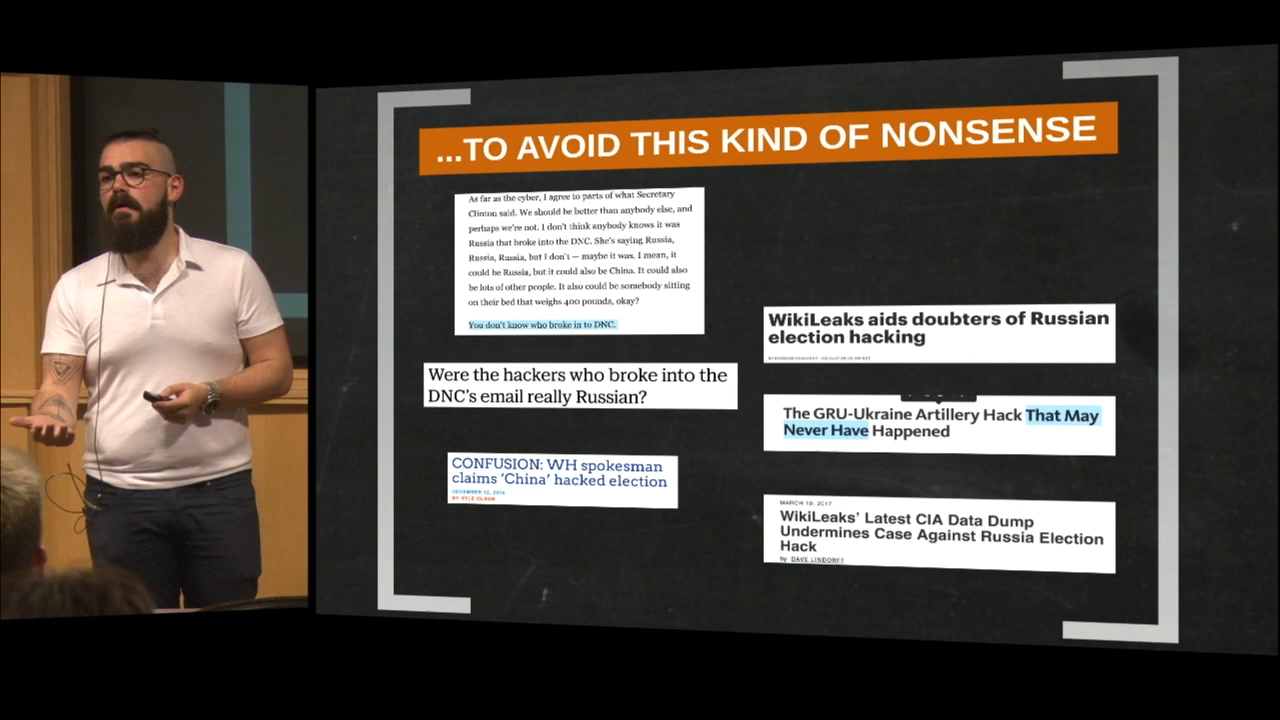 ...TO AVOID THIS KIND OF NONSENSE
As far as the cyber, I agree to parts of what Secretary
Clinton said. We should be better than anybody else, and
perhaps we're not. I don't think anybody knows it was
Russia that broke into the DNC. She's saying Russia,
Russia, Russia, but I don't — maybe it was. I mean, it
could be Russia, but it could also be China. It could also
be lots of other people. It also could be somebody sitting
on their bed that weighs 400 pounds, okay?
You don't know who broke in to DNC.
Were the hackers who broke into the
DNC's email really Russian?
CONFUSION: WH spokesman
claims ‘China’ hacked election
DECEMBER 12, 2016
BY KYLE OLSON
WikiLeaks aids doubters of Russian
election hacking
The GRU-Ukraine Artillery Hack That May
Never Have Happened
MARCH 10, 2017
WikiLeaks’ Latest CIA Data Dump
Undermines Case Against Russia Election
Hack
by DAVE LINDORFF